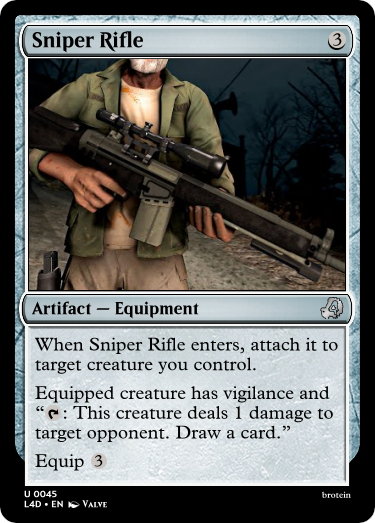 Sniper Rifle 3
Artifact — Equipment
When Sniper Rifle enters, attach it to
target creature you control.
Equipped creature has vigilance and
“: This creature deals 1 damage to
target opponent. Draw a card.”
Equip 3
U 0045
L4D • EN Valve
brotein